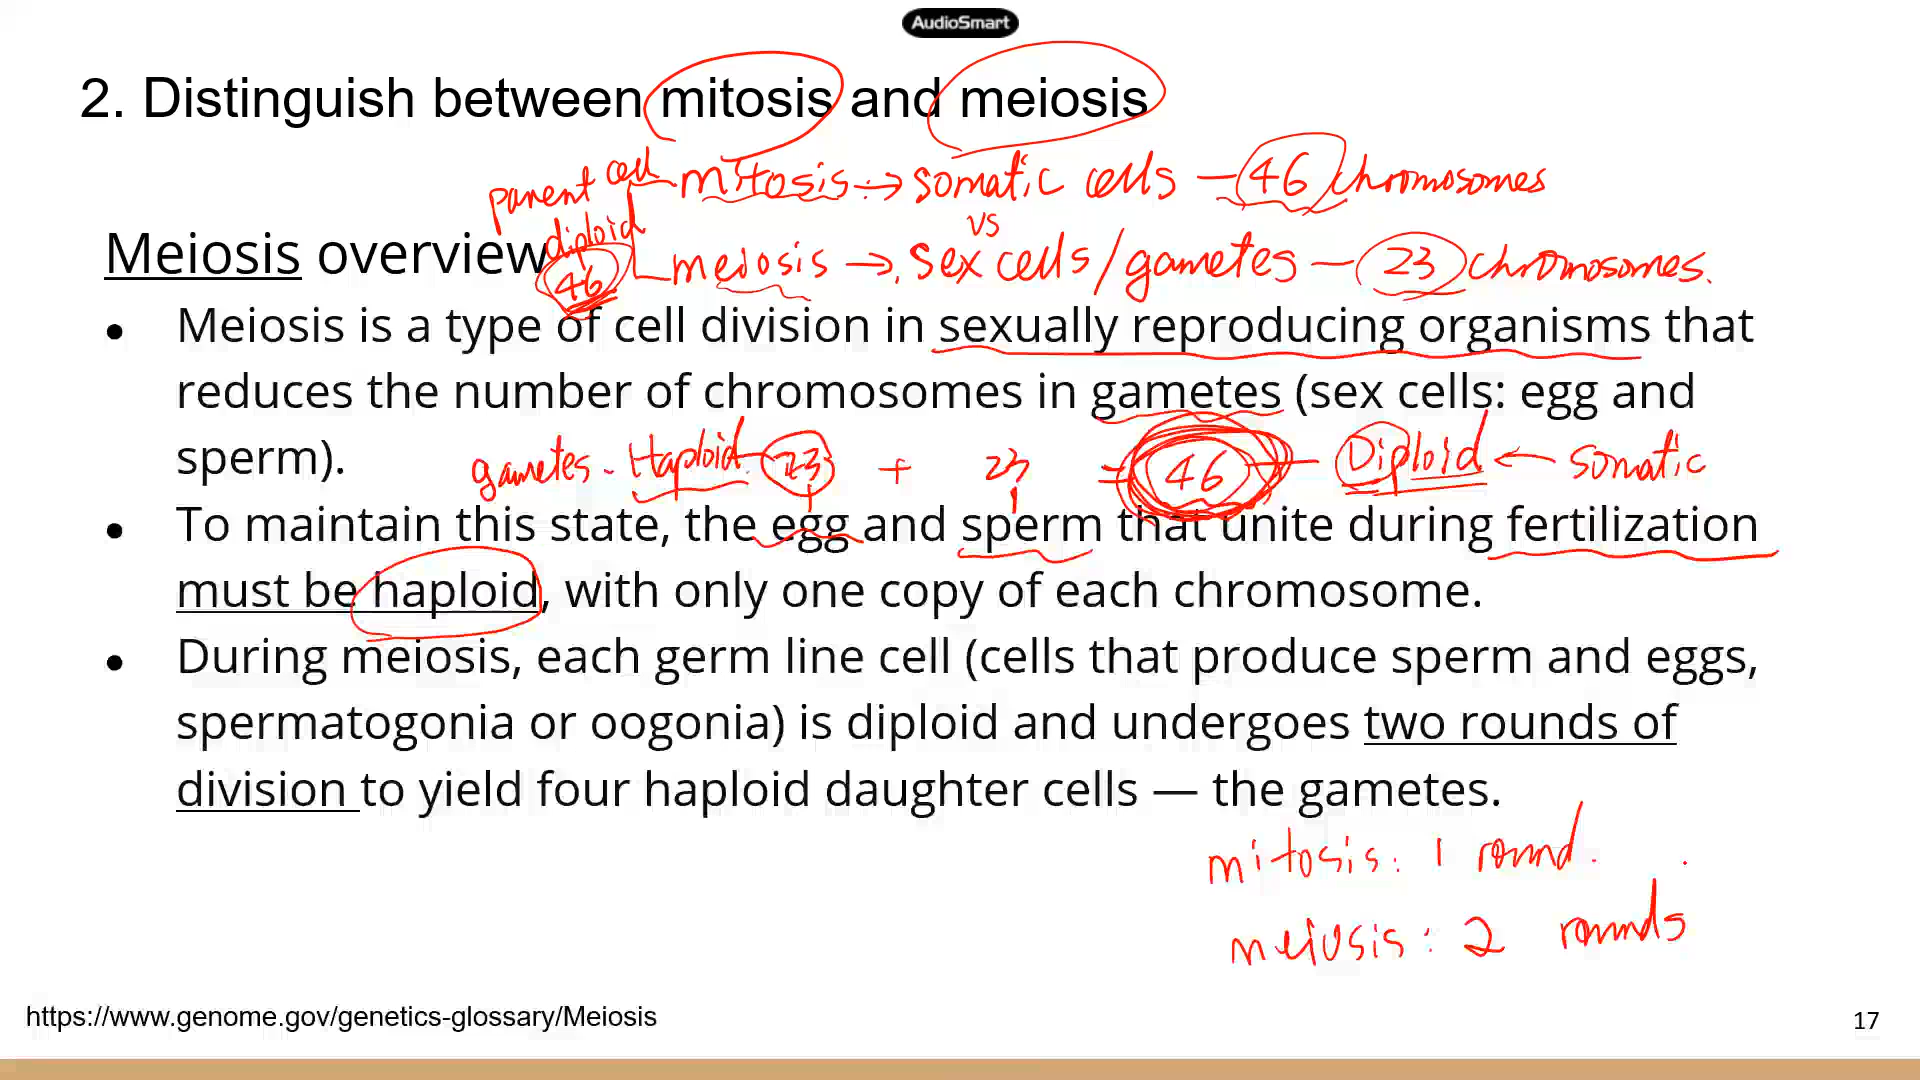 AudioSmart
2. Distinguish between mitosis and meiosis
parent cell mitosis → somatic cells – 46 chromosomes
diploid vs
46 meiosis → sex cells/gametes – 23 chromosomes.
Meiosis overview
● Meiosis is a type of cell division in sexually reproducing organisms that
reduces the number of chromosomes in gametes (sex cells: egg and
sperm).
gametes - Haploid 23 + 23 = 46 – Diploid ← somatic
● To maintain this state, the egg and sperm that unite during fertilization
must be haploid, with only one copy of each chromosome.
● During meiosis, each germ line cell (cells that produce sperm and eggs,
spermatogonia or oogonia) is diploid and undergoes two rounds of
division to yield four haploid daughter cells — the gametes.
mitosis: 1 round.
meiosis: 2 rounds
https://www.genome.gov/genetics-glossary/Meiosis
17